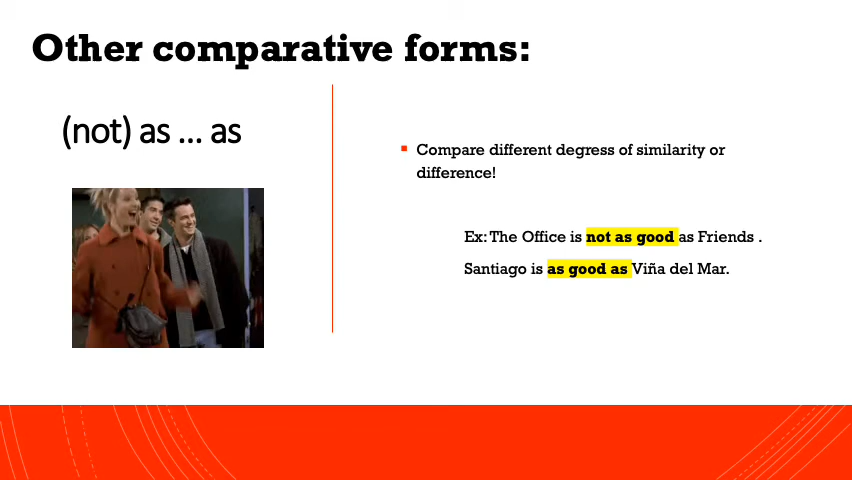 Other comparative forms:
(not) as ... as
Compare different degress of similarity or
difference!
Ex: The Office is not as good as Friends .
Santiago is as good as Viña del Mar.